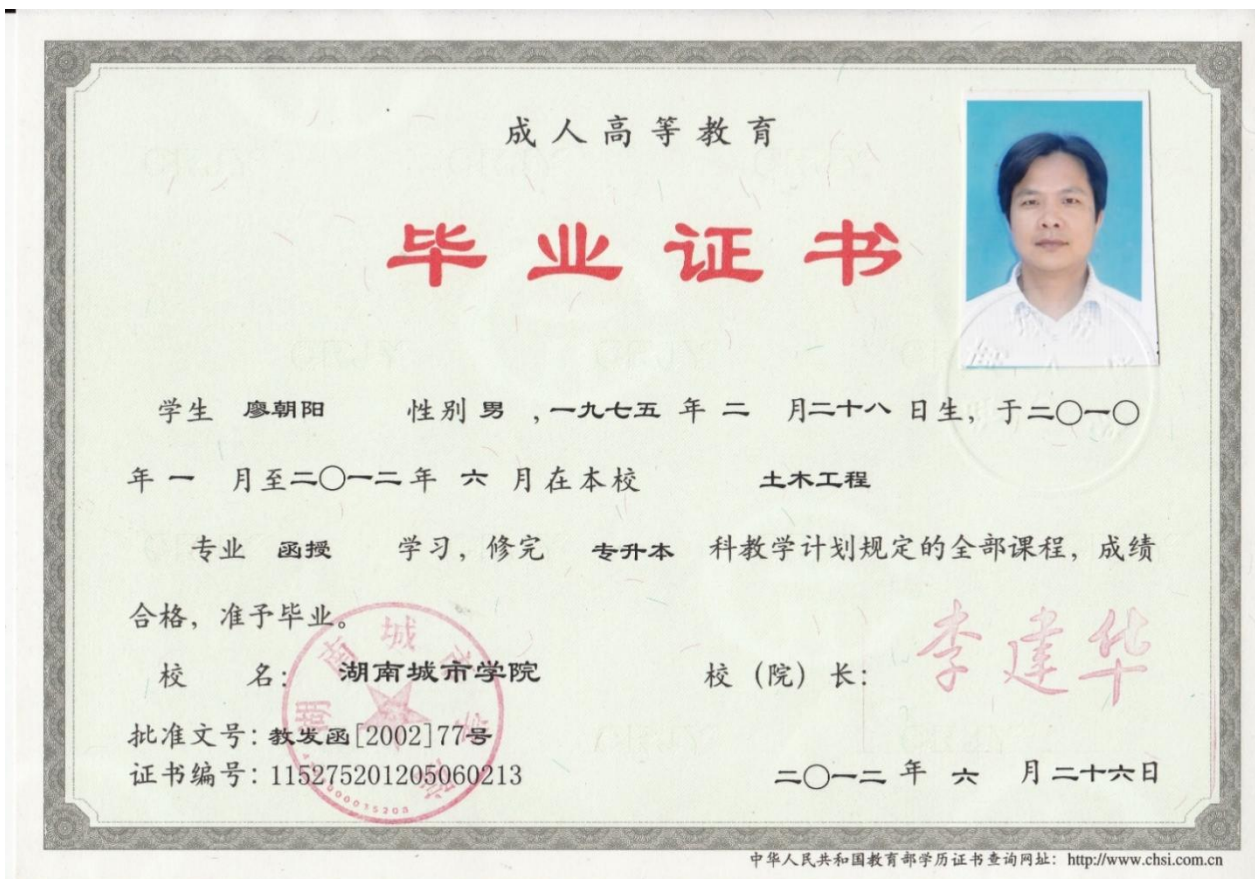 成人高等教育
毕业证书
学生 廖朝阳 性别 男 ,一九七五 年 二 月二十八 日生, 于二〇一〇
年 一 月至二〇一二年 六 月在本校 土木工程
专业 函授 学习, 修完 专升本 科教学计划规定的全部课程, 成绩
合格, 准予毕业。
校 名: 湖南城市学院 校 (院) 长: 李建华
批准文号: 教发函[2002]77号
证书编号: 115275201205060213 二〇一二 年 六 月 二十六日
中华人民共和国教育部学历证书查询网址: http://www.chsi.com.cn